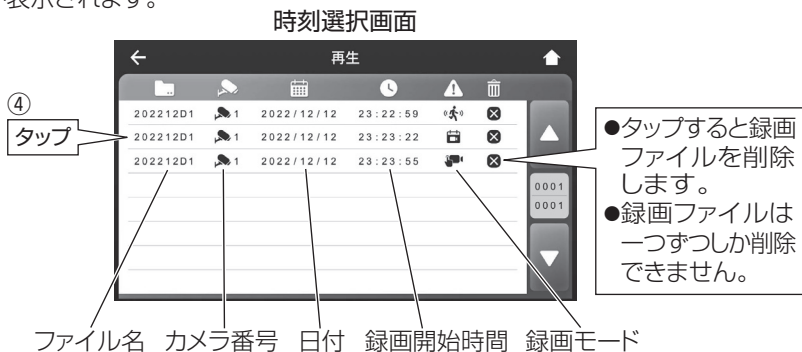 表示されます。
時刻選択画面
再生
④
タップ
202212D1 1 2022/12/12 23:22:59
202212D1 1 2022/12/12 23:23:22
202212D1 1 2022/12/12 23:23:55
0001
0001
●タップすると録画
ファイルを削除
します。
●録画ファイルは
一つずつしか削除
できません。
ファイル名 カメラ番号 日付 録画開始時間 録画モード